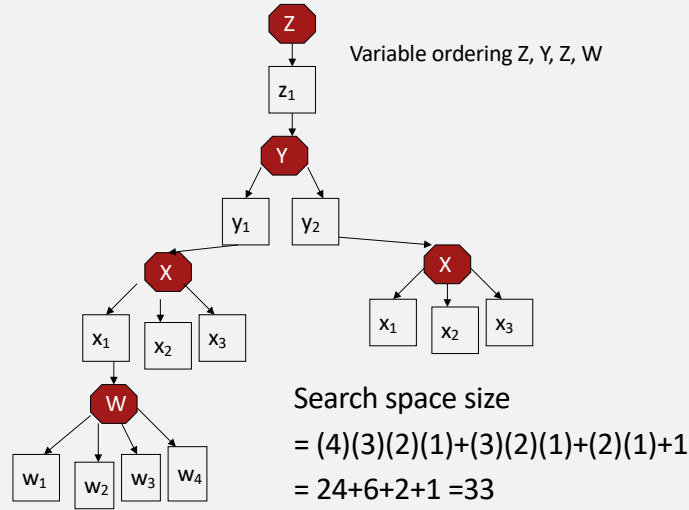 Z
Variable ordering Z, Y, Z, W
z₁
Y
y₁ y₂
X X
x₁ x₂ x₃ x₁ x₂ x₃
W
Search space size
= (4)(3)(2)(1)+(3)(2)(1)+(2)(1)+1
w₁ w₂ w₃ w₄
= 24+6+2+1 =33